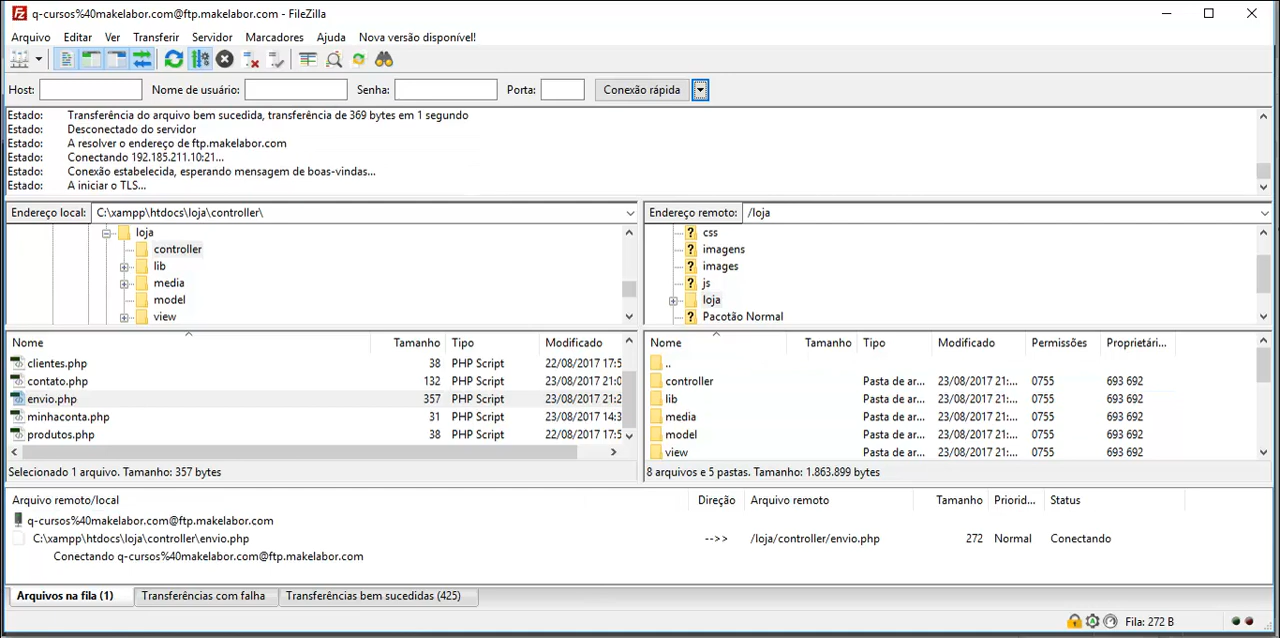 q-cursos%40makelabor.com@ftp.makelabor.com - FileZilla
Arquivo Editar Ver Transferir Servidor Marcadores Ajuda Nova versão disponível!
Host: Nome de usuário: Senha: Porta: Conexão rápida
Estado: Transferência do arquivo bem sucedida, transferência de 369 bytes em 1 segundo
Estado: Desconectado do servidor
Estado: A resolver o endereço de ftp.makelabor.com
Estado: Conectando 192.185.211.10:21...
Estado: Conexão estabelecida, esperando mensagem de boas-vindas...
Estado: A iniciar o TLS...
Endereço local: C:\xampp\htdocs\loja\controller\
loja
controller
lib
media
model
view
Endereço remoto: /loja
css
imagens
images
js
loja
Pacotão Normal
Nome Tamanho Tipo Modificado
clientes.php 38 PHP Script 22/08/2017 17:5
contato.php 132 PHP Script 23/08/2017 21:0
envio.php 357 PHP Script 23/08/2017 21:2
minhaconta.php 31 PHP Script 23/08/2017 14:3
produtos.php 38 PHP Script 22/08/2017 17:5
Selecionado 1 arquivo. Tamanho: 357 bytes
Nome Tamanho Tipo Modificado Permissões Proprietári...
..
controller Pasta de ar... 23/08/2017 21:... 0755 693 692
lib Pasta de ar... 23/08/2017 21:... 0755 693 692
media Pasta de ar... 23/08/2017 21:... 0755 693 692
model Pasta de ar... 23/08/2017 21:... 0755 693 692
view Pasta de ar... 23/08/2017 21:... 0755 693 692
8 arquivos e 5 pastas. Tamanho: 1.863.899 bytes
Arquivo remoto/local Direção Arquivo remoto Tamanho Priorid... Status
q-cursos%40makelabor.com@ftp.makelabor.com
C:\xampp\htdocs\loja\controller\envio.php -->> /loja/controller/envio.php 272 Normal Conectando
Conectando q-cursos%40makelabor.com@ftp.makelabor.com
Arquivos na fila (1) Transferências com falha Transferências bem sucedidas (425)
Fila: 272 B